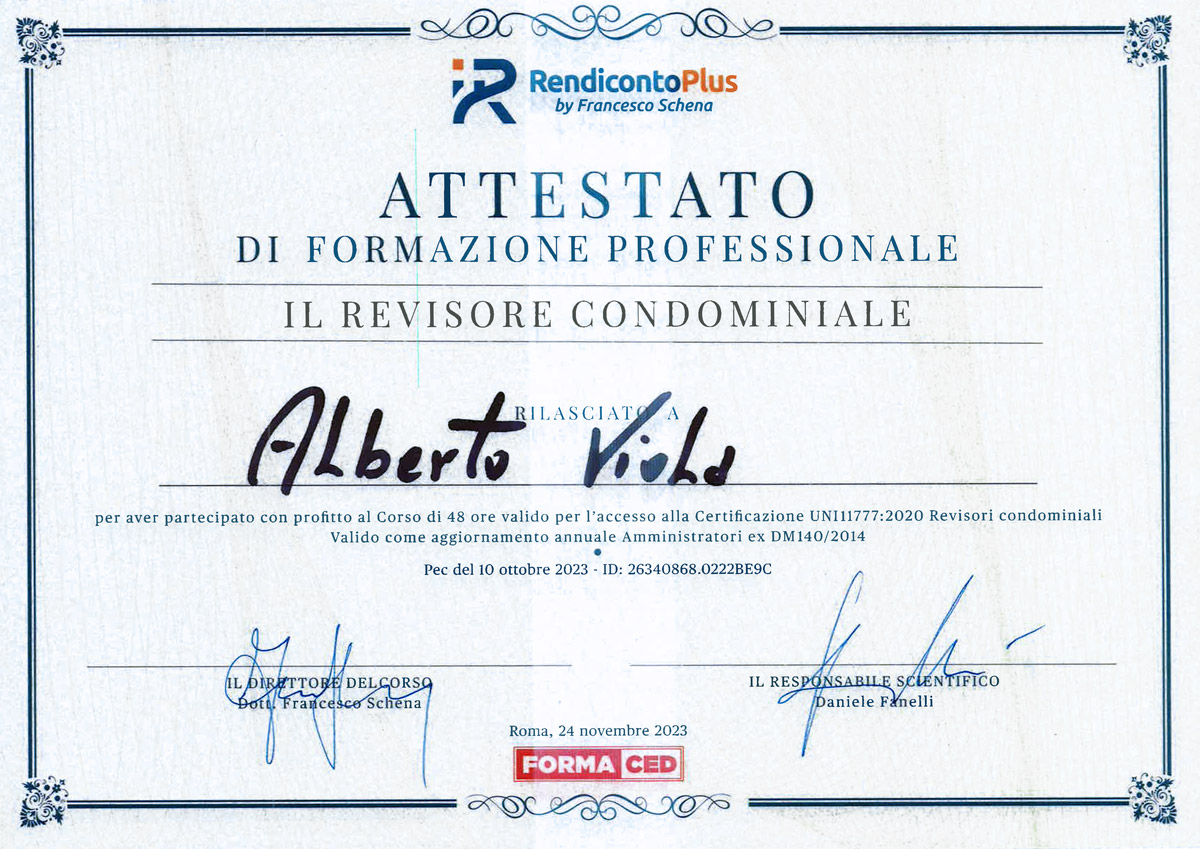 RendicontoPlus
by Francesco Schena
ATTESTATO
DI FORMAZIONE PROFESSIONALE
IL REVISORE CONDOMINIALE
RILASCIATO A
Alberto Viola
per aver partecipato con profitto al Corso di 48 ore valido per l'accesso alla Certificazione UNI11777:2020 Revisori condominiali
Valido come aggiornamento annuale Amministratori ex DM140/2014
Pec del 10 ottobre 2023 - ID: 26340868.0222BE9C
IL DIRETTORE DEL CORSO
Dott. Francesco Schena
IL RESPONSABILE SCIENTIFICO
Daniele Fanelli
Roma, 24 novembre 2023
FORMA CED